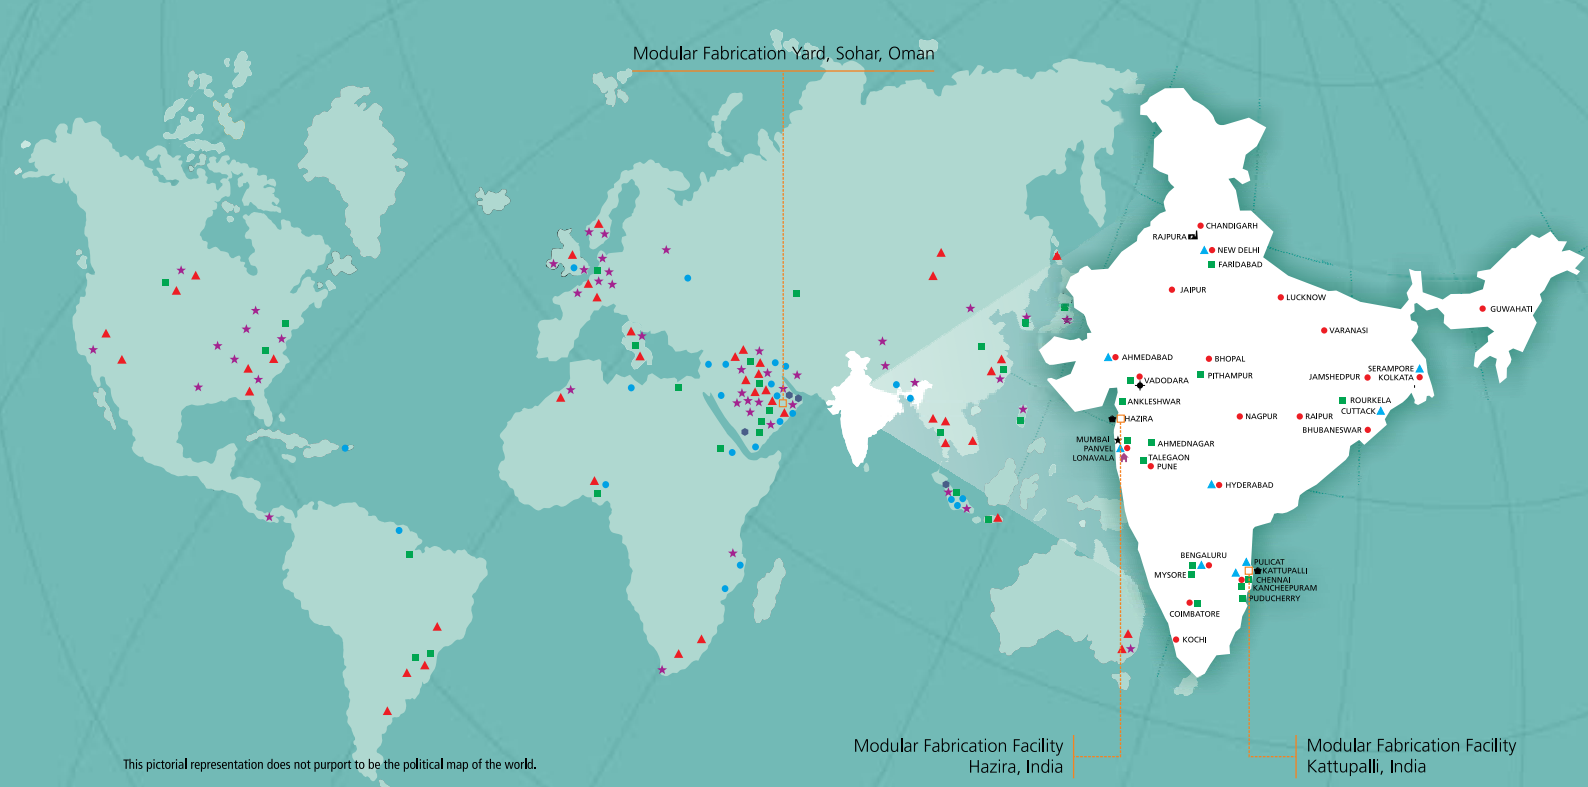 Modular Fabrication Yard, Sohar, Oman
CHANDIGARH
RAJPURA
NEW DELHI
FARIDABAD
JAIPUR
LUCKNOW
GUWAHATI
VARANASI
AHMEDABAD
BHOPAL
SERAMPORE
JAMSHEDPUR
KOLKATA
VADODARA
PITHAMPUR
ANKLESHWAR
ROURKELA
CUTTACK
HAZIRA
NAGPUR
RAIPUR
BHUBANESWAR
MUMBAI
AHMEDNAGAR
PANVEL
LONAVALA
TALEGAON
PUNE
HYDERABAD
BENGALURU
PULICAT
KATTUPALLI
MYSORE
CHENNAI
KANCHEEPURAM
PUDUCHERRY
COIMBATORE
KOCHI
Modular Fabrication Facility
Hazira, India
Modular Fabrication Facility
Kattupalli, India
This pictorial representation does not purport to be the political map of the world.